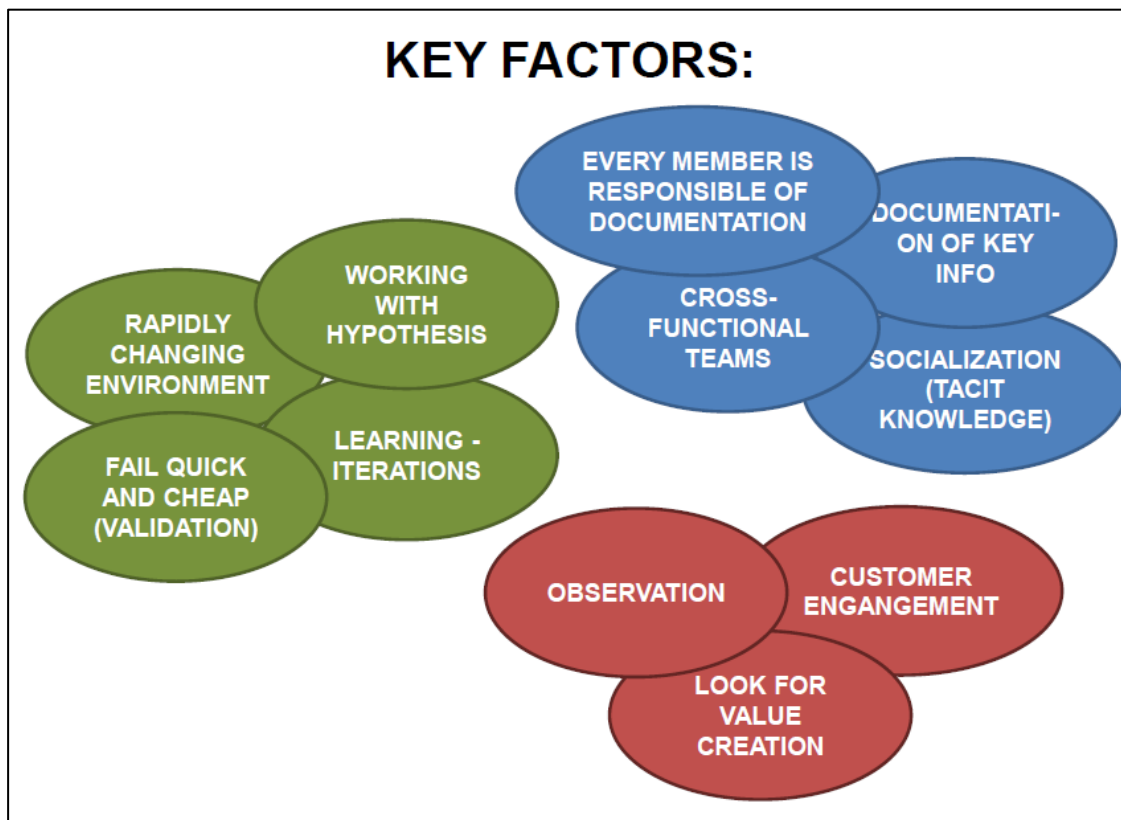 KEY FACTORS:
EVERY MEMBER IS
RESPONSIBLE OF
DOCUMENTATION
DOCUMENTATI-
ON OF KEY
INFO
CROSS-
FUNCTIONAL
TEAMS
SOCIALIZATION
(TACIT
KNOWLEDGE)
WORKING
WITH
HYPOTHESIS
RAPIDLY
CHANGING
ENVIRONMENT
LEARNING -
ITERATIONS
FAIL QUICK
AND CHEAP
(VALIDATION)
OBSERVATION
CUSTOMER
ENGANGEMENT
LOOK FOR
VALUE
CREATION